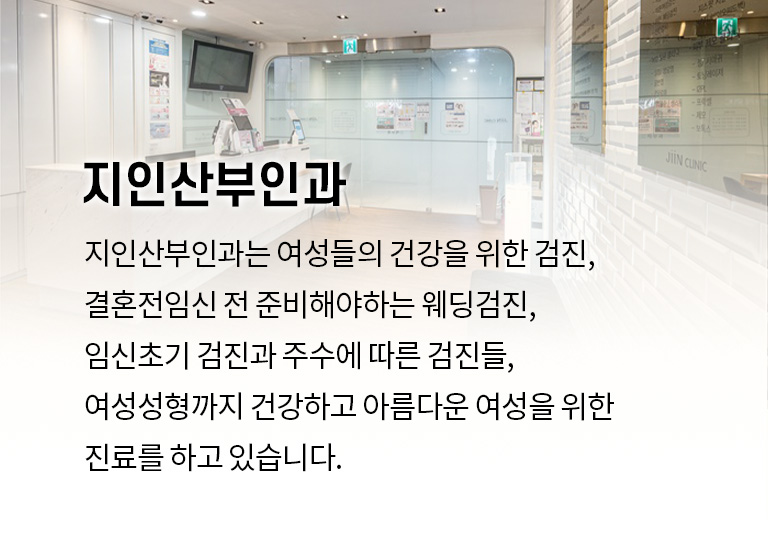 JIIN CLINIC
지인산부인과
지인산부인과는 여성들의 건강을 위한 검진,
결혼전임신 전 준비해야하는 웨딩검진,
임신초기 검진과 주수에 따른 검진들,
여성성형까지 건강하고 아름다운 여성을 위한
진료를 하고 있습니다.